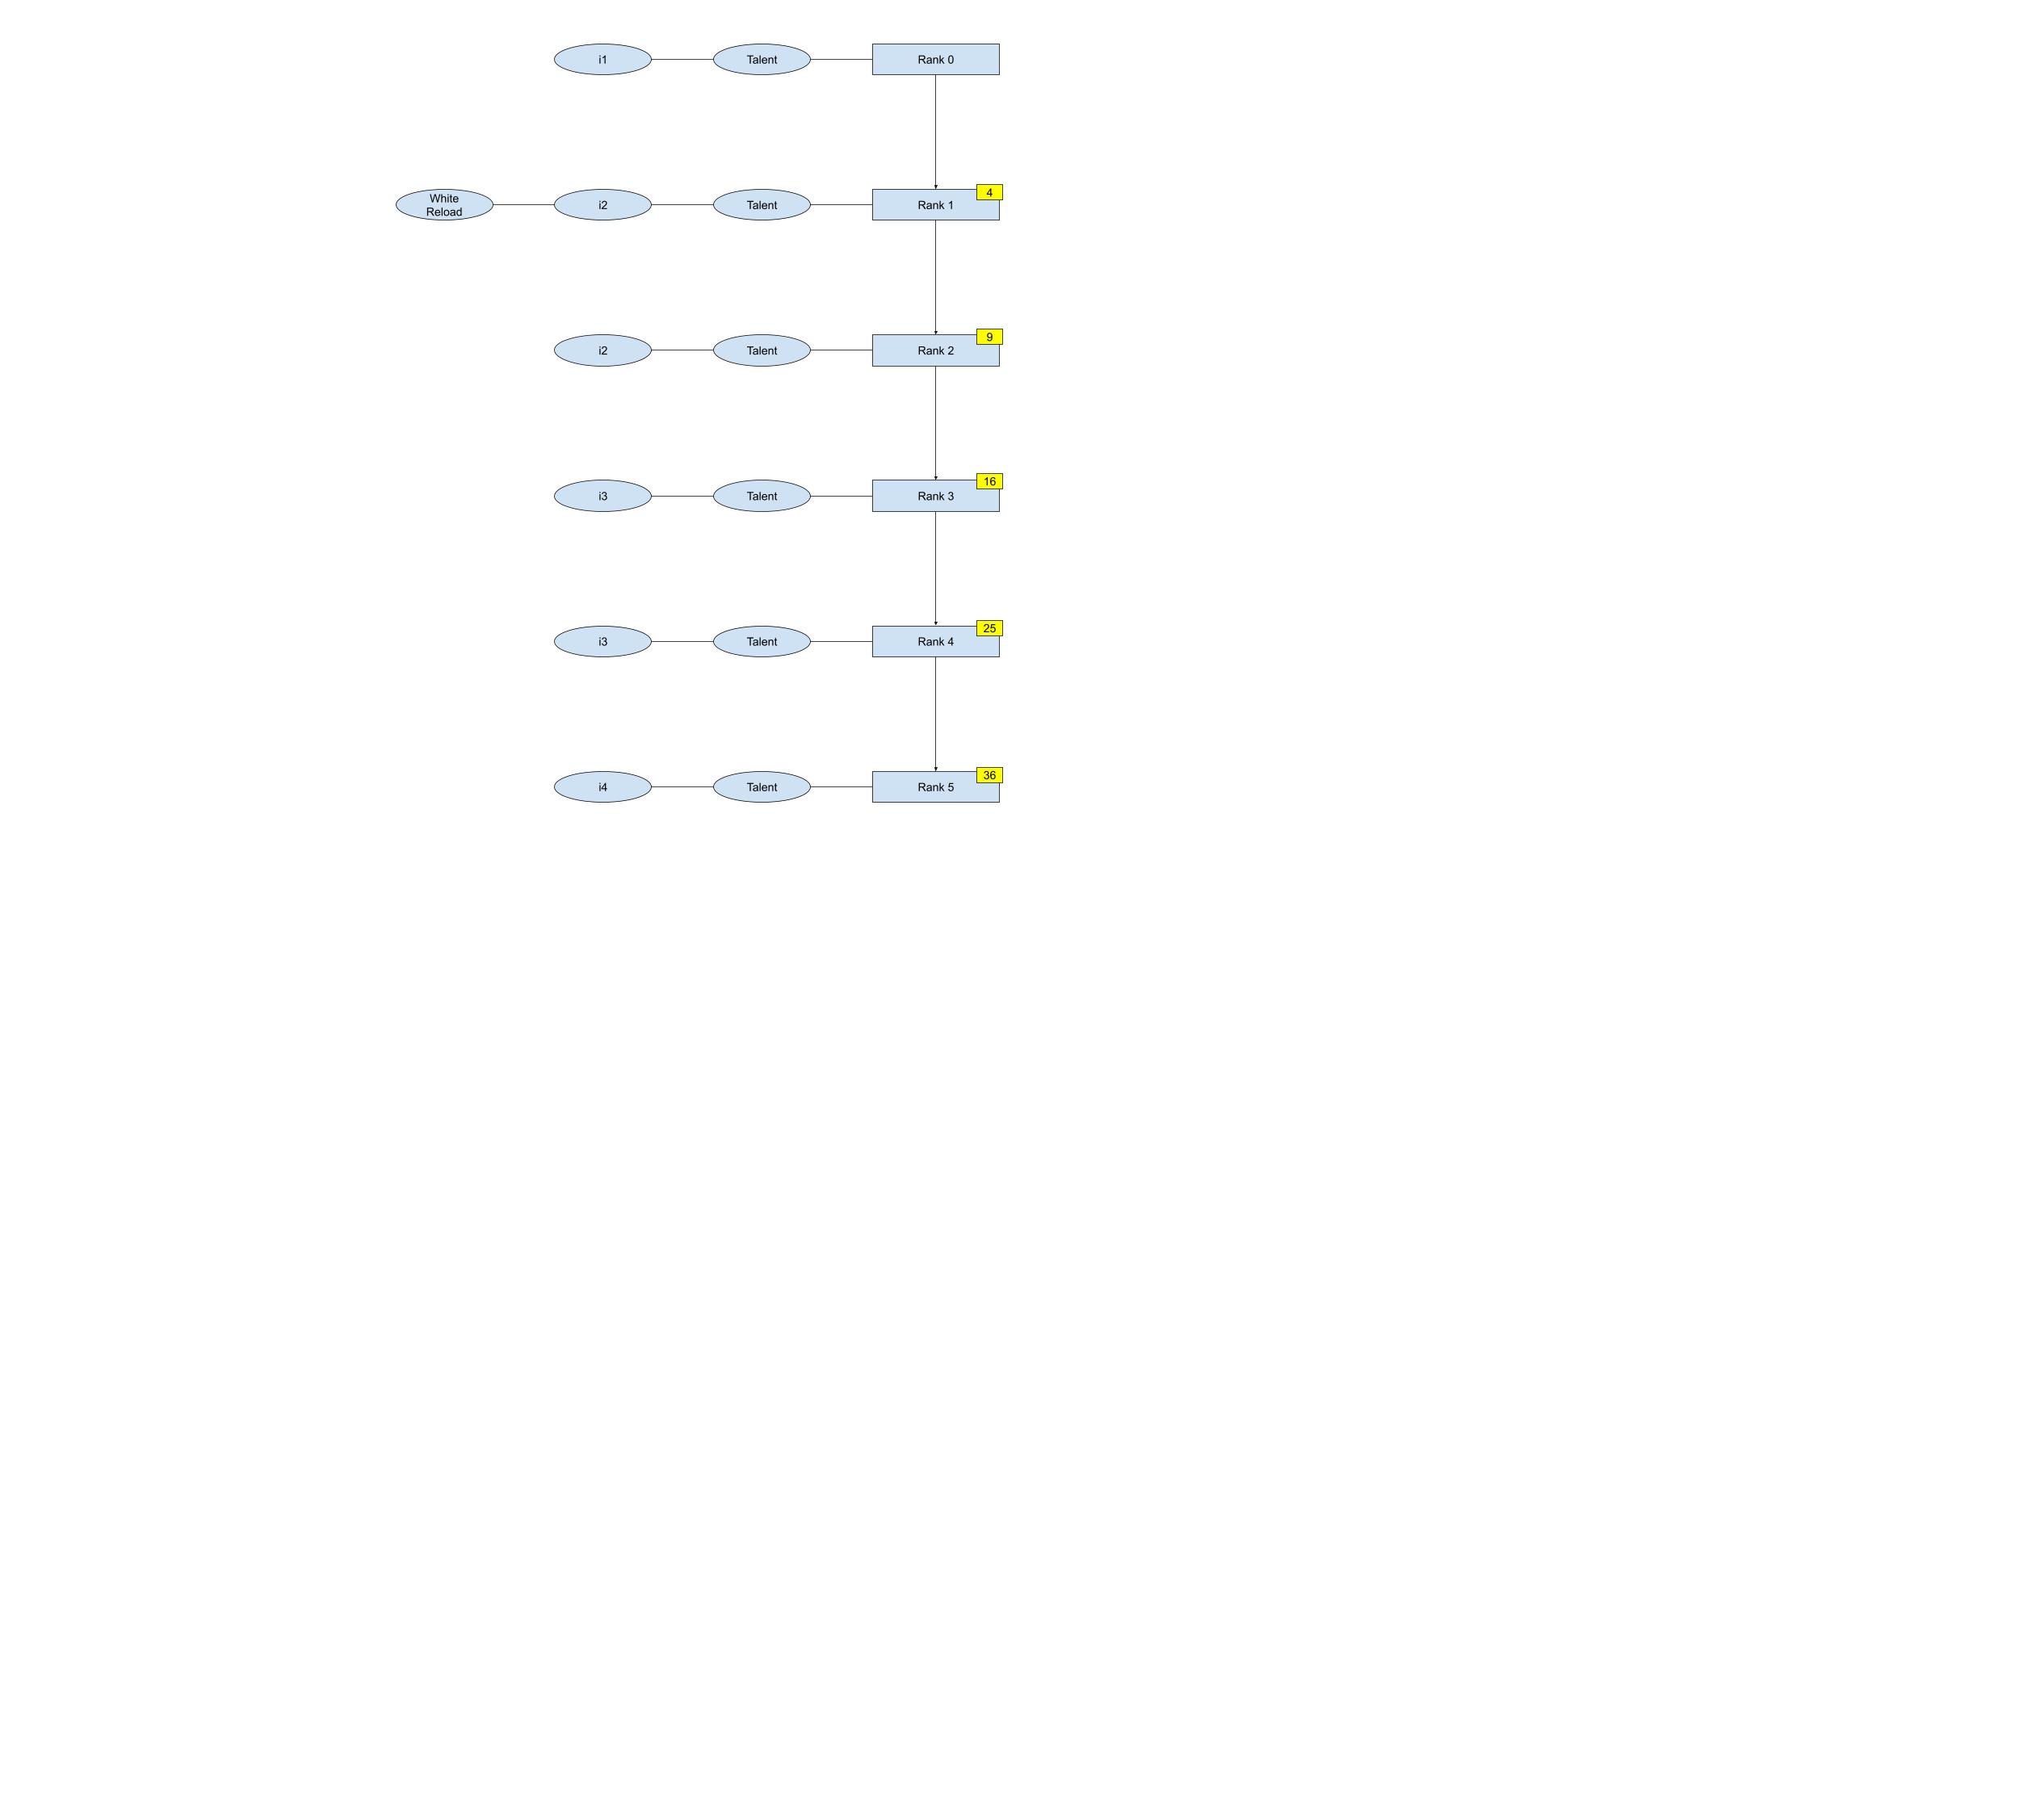 i1
Talent
Rank 0
4
White
Reload
i2
Talent
Rank 1
9
i2
Talent
Rank 2
16
i3
Talent
Rank 3
25
i3
Talent
Rank 4
36
i4
Talent
Rank 5